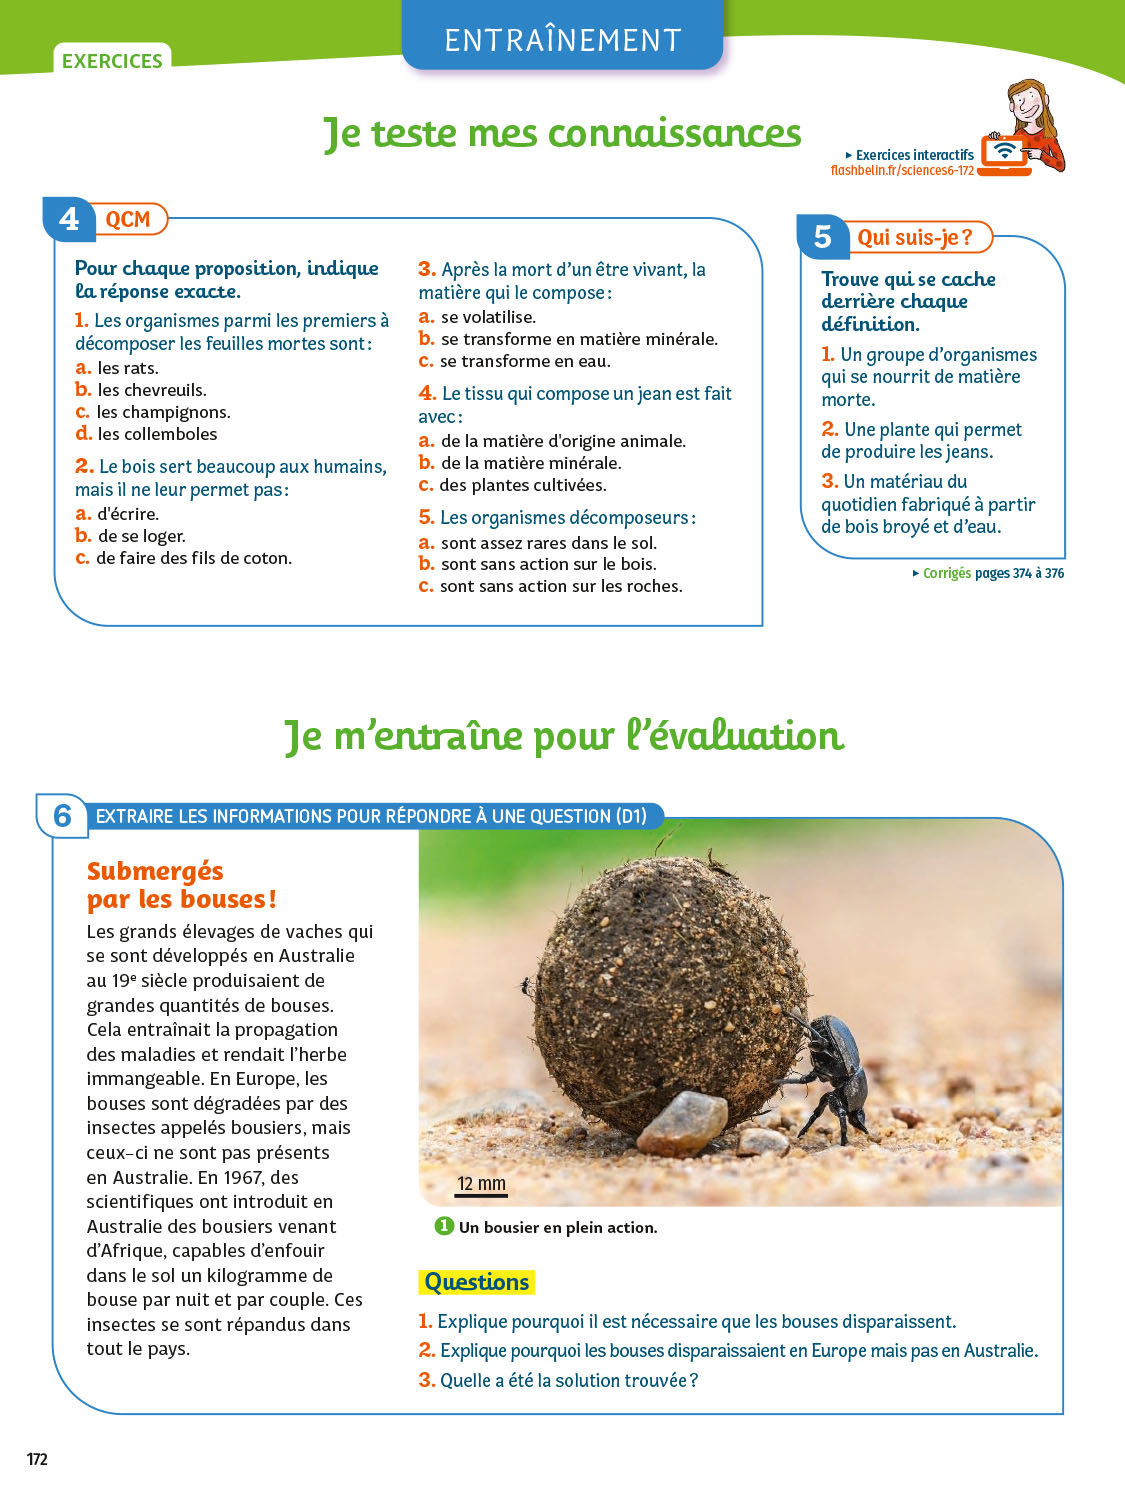 EXERCICES
ENTRAÎNEMENT
Je teste mes connaissances
▸ Exercices interactifs
flashbelin.fr/sciences6-172
4 QCM
Pour chaque proposition, indique
la réponse exacte.
1. Les organismes parmi les premiers à
décomposer les feuilles mortes sont :
a. les rats.
b. les chevreuils.
c. les champignons.
d. les collemboles
2. Le bois sert beaucoup aux humains,
mais il ne leur permet pas :
a. d'écrire.
b. de se loger.
c. de faire des fils de coton.
3. Après la mort d’un être vivant, la
matière qui le compose :
a. se volatilise.
b. se transforme en matière minérale.
c. se transforme en eau.
4. Le tissu qui compose un jean est fait
avec :
a. de la matière d'origine animale.
b. de la matière minérale.
c. des plantes cultivées.
5. Les organismes décomposeurs :
a. sont assez rares dans le sol.
b. sont sans action sur le bois.
c. sont sans action sur les roches.
5 Qui suis-je ?
Trouve qui se cache
derrière chaque
définition.
1. Un groupe d’organismes
qui se nourrit de matière
morte.
2. Une plante qui permet
de produire les jeans.
3. Un matériau du
quotidien fabriqué à partir
de bois broyé et d’eau.
▸ Corrigés pages 374 à 376
Je m’entraîne pour l’évaluation
6 EXTRAIRE LES INFORMATIONS POUR RÉPONDRE À UNE QUESTION (D1)
Submergés
par les bouses !
Les grands élevages de vaches qui
se sont développés en Australie
au 19e siècle produisaient de
grandes quantités de bouses.
Cela entraînait la propagation
des maladies et rendait l’herbe
immangeable. En Europe, les
bouses sont dégradées par des
insectes appelés bousiers, mais
ceux-ci ne sont pas présents
en Australie. En 1967, des
scientifiques ont introduit en
Australie des bousiers venant
d’Afrique, capables d’enfouir
dans le sol un kilogramme de
bouse par nuit et par couple. Ces
insectes se sont répandus dans
tout le pays.
12 mm
1 Un bousier en plein action.
Questions
1. Explique pourquoi il est nécessaire que les bouses disparaissent.
2. Explique pourquoi les bouses disparaissaient en Europe mais pas en Australie.
3. Quelle a été la solution trouvée ?
172